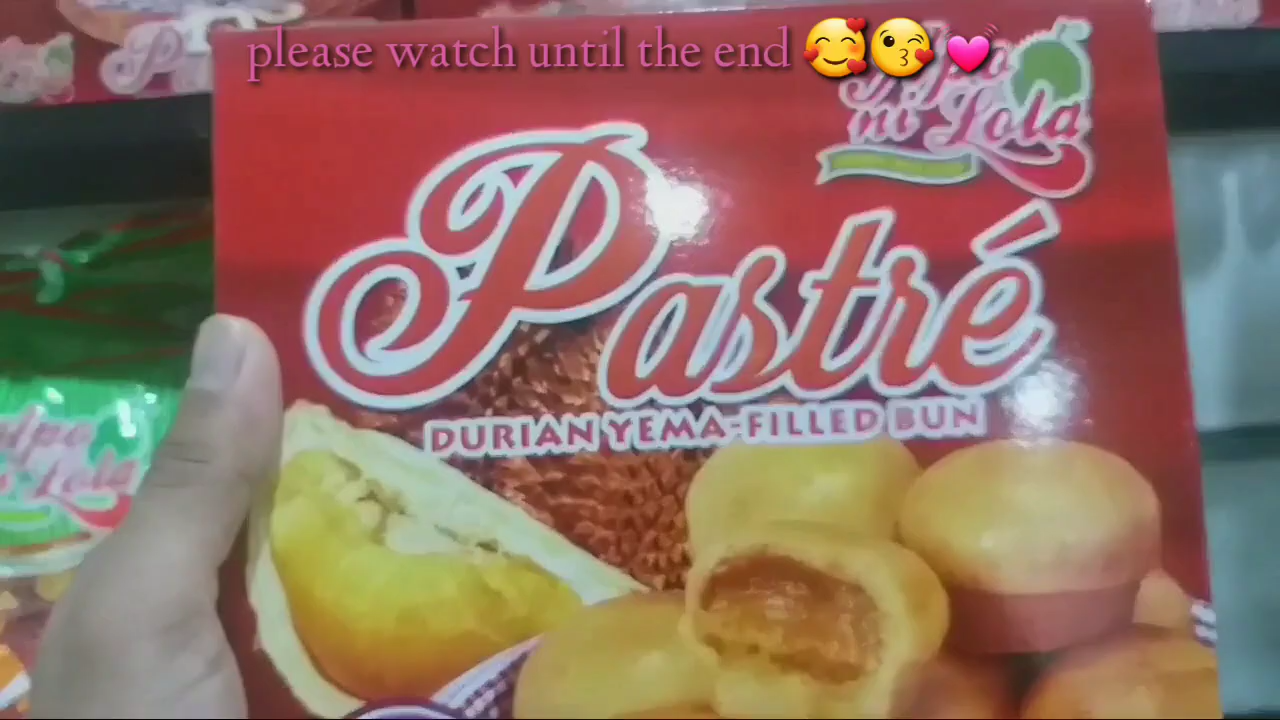 please watch until the end 🥰😘💓
ni Lola
Pastré
DURIAN YEMA-FILLED BUN